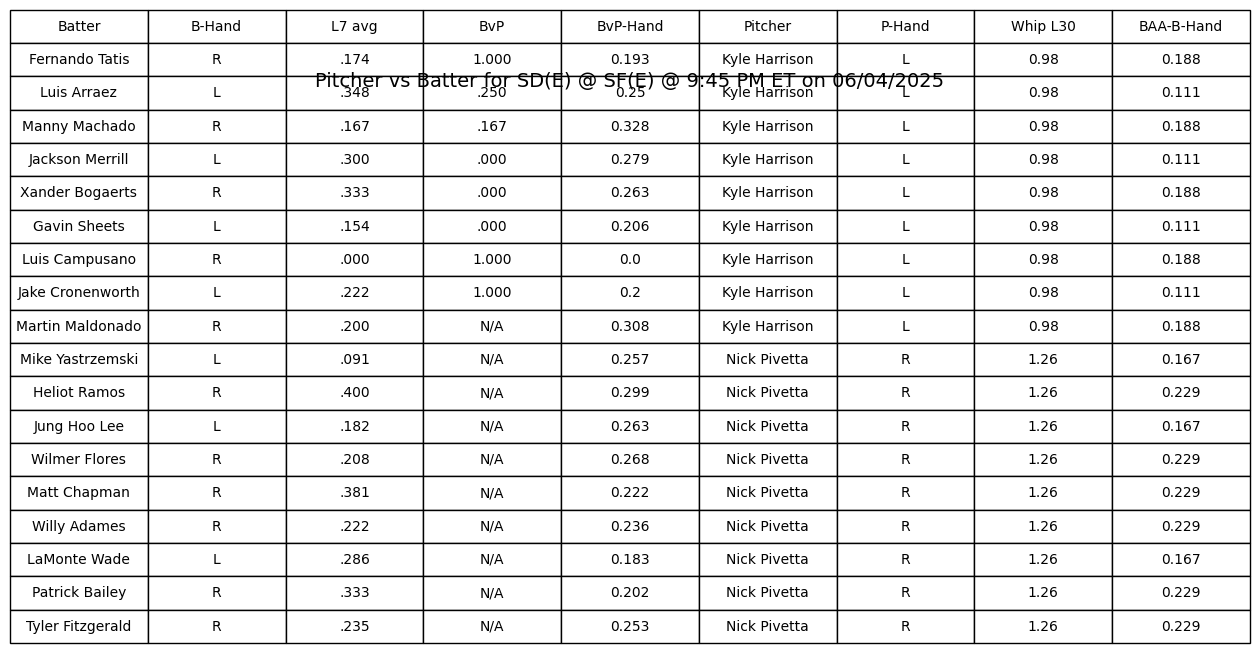 Batter B-Hand L7 avg BvP BvP-Hand Pitcher P-Hand Whip L30 BAA-B-Hand
Fernando Tatis R .174 1.000 0.193 Kyle Harrison L 0.98 0.188
Pitcher vs Batter for SD(E) @ SF(E) @ 9:45 PM ET on 06/04/2025
Luis Arraez L .348 .250 0.25 Kyle Harrison L 0.98 0.111
Manny Machado R .167 .167 0.328 Kyle Harrison L 0.98 0.188
Jackson Merrill L .300 .000 0.279 Kyle Harrison L 0.98 0.111
Xander Bogaerts R .333 .000 0.263 Kyle Harrison L 0.98 0.188
Gavin Sheets L .154 .000 0.206 Kyle Harrison L 0.98 0.111
Luis Campusano R .000 1.000 0.0 Kyle Harrison L 0.98 0.188
Jake Cronenworth L .222 1.000 0.2 Kyle Harrison L 0.98 0.111
Martin Maldonado R .200 N/A 0.308 Kyle Harrison L 0.98 0.188
Mike Yastrzemski L .091 N/A 0.257 Nick Pivetta R 1.26 0.167
Heliot Ramos R .400 N/A 0.299 Nick Pivetta R 1.26 0.229
Jung Hoo Lee L .182 N/A 0.263 Nick Pivetta R 1.26 0.167
Wilmer Flores R .208 N/A 0.268 Nick Pivetta R 1.26 0.229
Matt Chapman R .381 N/A 0.222 Nick Pivetta R 1.26 0.229
Willy Adames R .222 N/A 0.236 Nick Pivetta R 1.26 0.229
LaMonte Wade L .286 N/A 0.183 Nick Pivetta R 1.26 0.167
Patrick Bailey R .333 N/A 0.202 Nick Pivetta R 1.26 0.229
Tyler Fitzgerald R .235 N/A 0.253 Nick Pivetta R 1.26 0.229